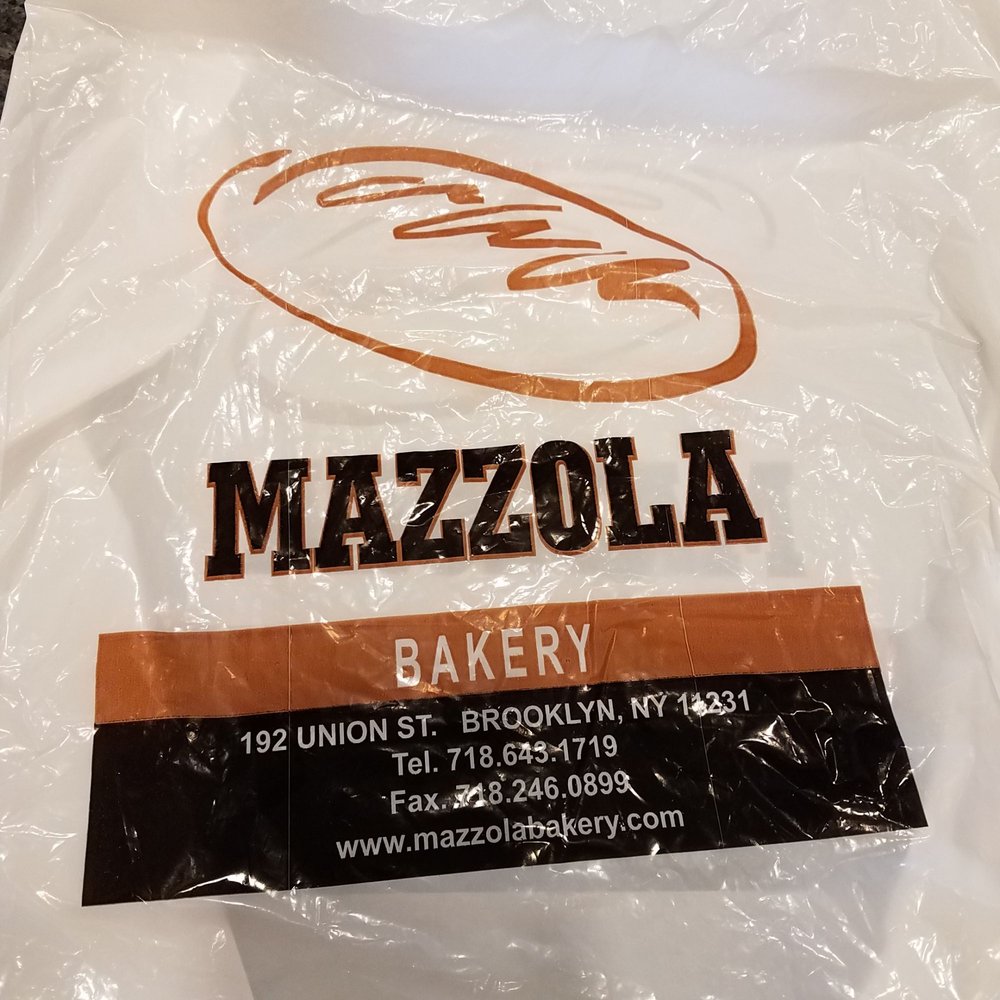 MAZZOLA
BAKERY
192 UNION ST. BROOKLYN, NY 11231
Tel. 718.643.1719
Fax. 718.246.0899
www.mazzolabakery.com